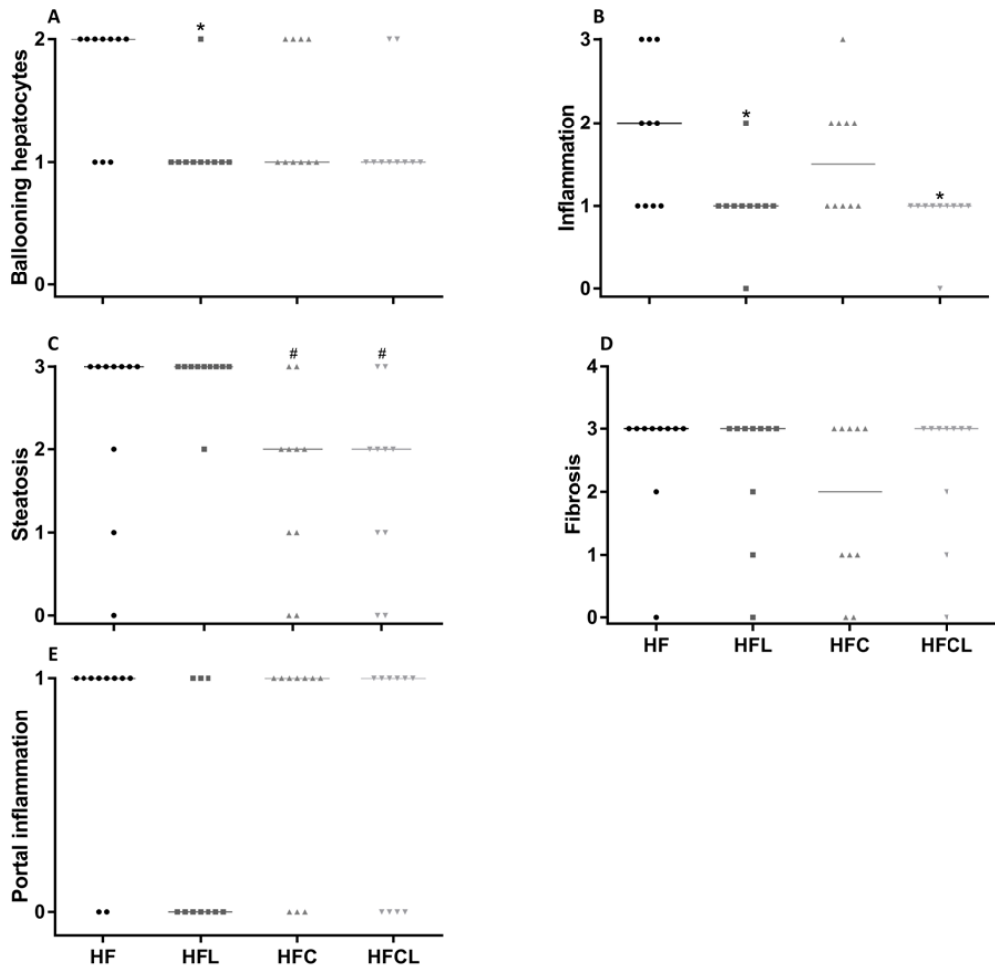 A
Ballooning hepatocytes
2
1
0
*
B
Inflammation
3
2
1
0
*
*
C
Steatosis
3
2
1
0
#
#
D
Fibrosis
4
3
2
1
0
HF HFL HFC HFCL
E
Portal inflammation
1
0
HF HFL HFC HFCL